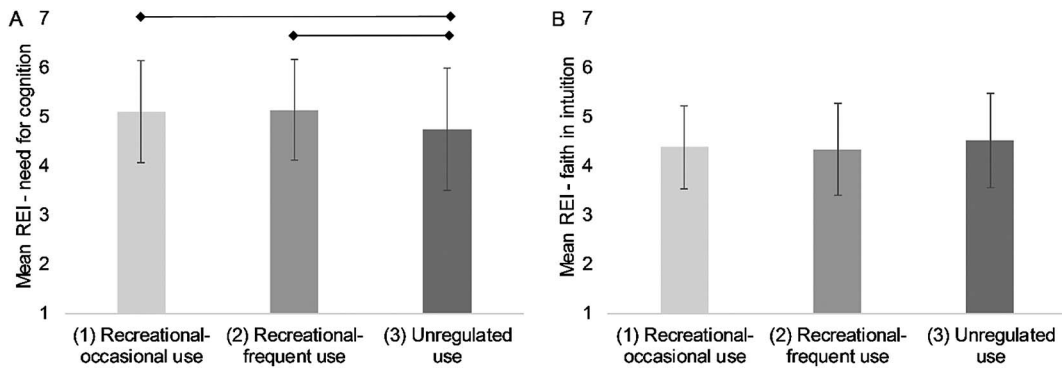 A
Mean REI - need for cognition
7
6
5
4
3
2
1
(1) Recreational-
occasional use
(2) Recreational-
frequent use
(3) Unregulated
use
B
Mean REI - faith in intuition
7
6
5
4
3
2
1
(1) Recreational-
occasional use
(2) Recreational-
frequent use
(3) Unregulated
use